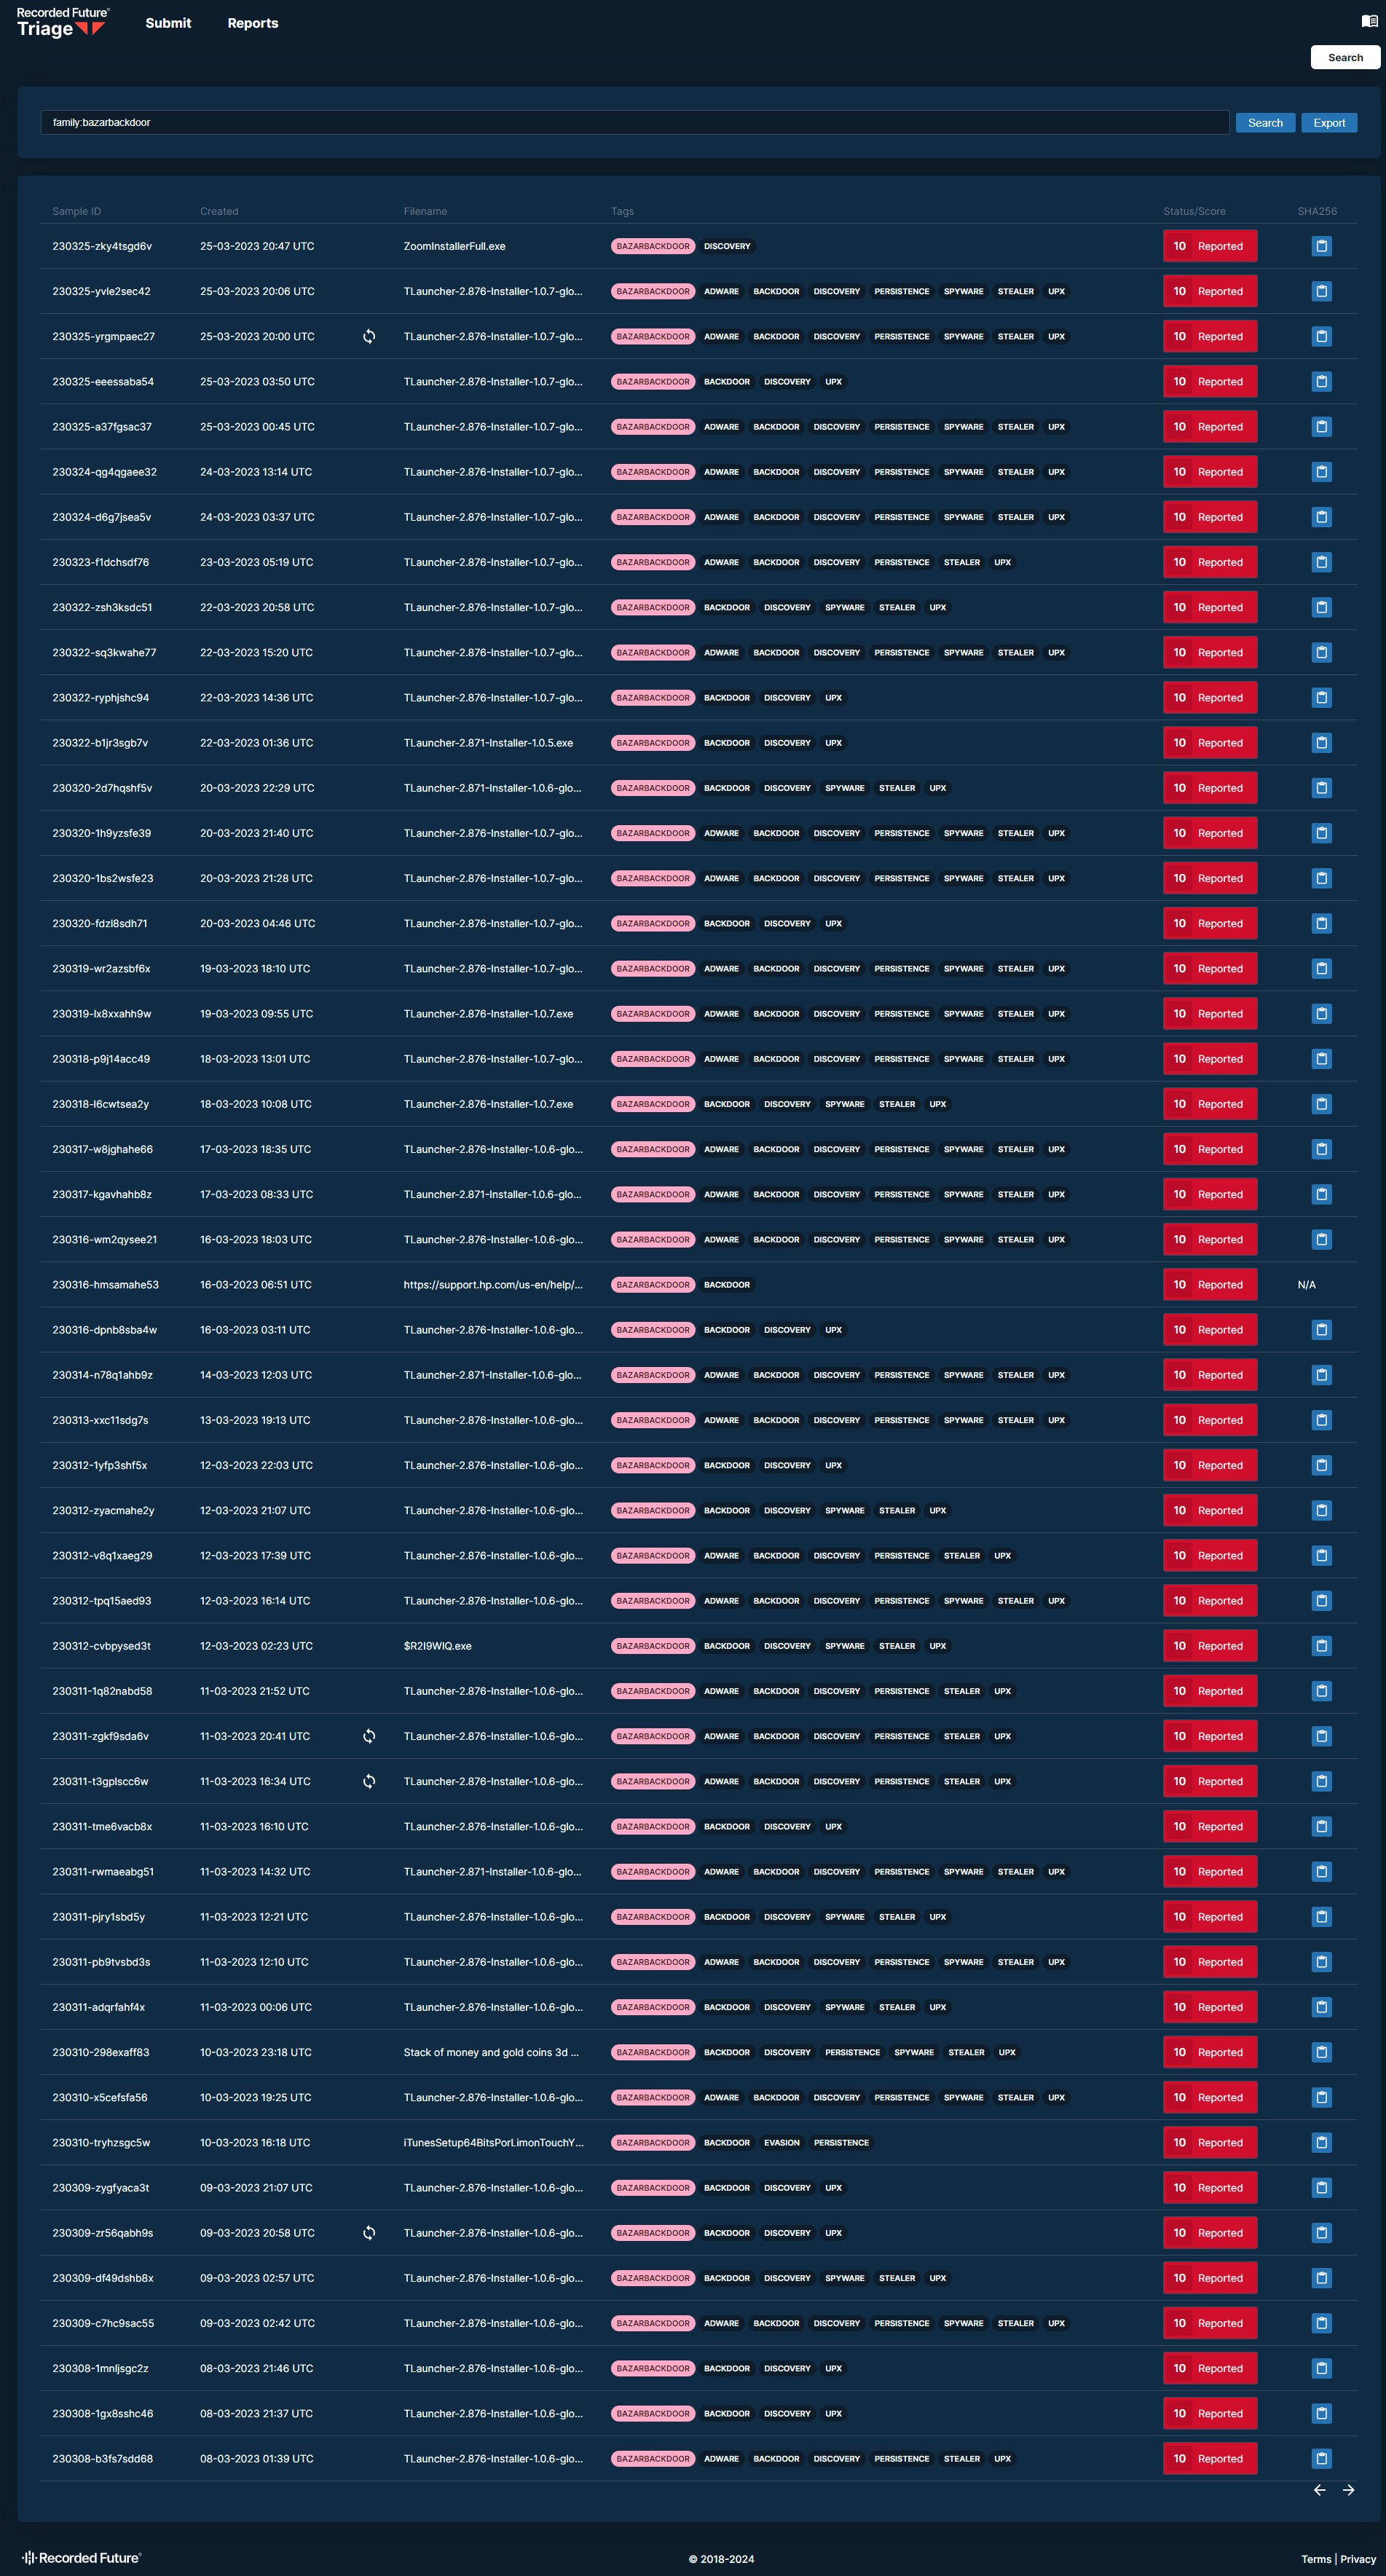 Recorded Future®
Triage
Submit
Reports
Search
family:bazarbackdoor
Search
Export
Sample ID Created Filename Tags Status/Score SHA256
230325-zky4tsgd6v 25-03-2023 20:47 UTC ZoomInstallerFull.exe BAZARBACKDOOR DISCOVERY 10 Reported
230325-yvle2sec42 25-03-2023 20:06 UTC TLauncher-2.876-Installer-1.0.7-glo... BAZARBACKDOOR ADWARE BACKDOOR DISCOVERY PERSISTENCE SPYWARE STEALER UPX 10 Reported
230325-yrgmpaec27 25-03-2023 20:00 UTC TLauncher-2.876-Installer-1.0.7-glo... BAZARBACKDOOR ADWARE BACKDOOR DISCOVERY PERSISTENCE SPYWARE STEALER UPX 10 Reported
230325-eeessaba54 25-03-2023 03:50 UTC TLauncher-2.876-Installer-1.0.7-glo... BAZARBACKDOOR BACKDOOR DISCOVERY UPX 10 Reported
230325-a37fgsac37 25-03-2023 00:45 UTC TLauncher-2.876-Installer-1.0.7-glo... BAZARBACKDOOR ADWARE BACKDOOR DISCOVERY PERSISTENCE SPYWARE STEALER UPX 10 Reported
230324-qg4qgaee32 24-03-2023 13:14 UTC TLauncher-2.876-Installer-1.0.7-glo... BAZARBACKDOOR ADWARE BACKDOOR DISCOVERY PERSISTENCE SPYWARE STEALER UPX 10 Reported
230324-d6g7jsea5v 24-03-2023 03:37 UTC TLauncher-2.876-Installer-1.0.7-glo... BAZARBACKDOOR ADWARE BACKDOOR DISCOVERY PERSISTENCE SPYWARE STEALER UPX 10 Reported
230323-f1dchsdf76 23-03-2023 05:19 UTC TLauncher-2.876-Installer-1.0.7-glo... BAZARBACKDOOR ADWARE BACKDOOR DISCOVERY PERSISTENCE STEALER UPX 10 Reported
230322-zsh3ksdc51 22-03-2023 20:58 UTC TLauncher-2.876-Installer-1.0.7-glo... BAZARBACKDOOR BACKDOOR DISCOVERY SPYWARE STEALER UPX 10 Reported
230322-sq3kwahe77 22-03-2023 15:20 UTC TLauncher-2.876-Installer-1.0.7-glo... BAZARBACKDOOR ADWARE BACKDOOR DISCOVERY PERSISTENCE SPYWARE STEALER UPX 10 Reported
230322-ryphjshc94 22-03-2023 14:36 UTC TLauncher-2.876-Installer-1.0.7-glo... BAZARBACKDOOR BACKDOOR DISCOVERY UPX 10 Reported
230322-b1jr3sgb7v 22-03-2023 01:36 UTC TLauncher-2.871-Installer-1.0.5.exe BAZARBACKDOOR BACKDOOR DISCOVERY UPX 10 Reported
230320-2d7hqshf5v 20-03-2023 22:29 UTC TLauncher-2.871-Installer-1.0.6-glo... BAZARBACKDOOR BACKDOOR DISCOVERY SPYWARE STEALER UPX 10 Reported
230320-1h9yzsfe39 20-03-2023 21:40 UTC TLauncher-2.876-Installer-1.0.7-glo... BAZARBACKDOOR ADWARE BACKDOOR DISCOVERY PERSISTENCE SPYWARE STEALER UPX 10 Reported
230320-1bs2wsfe23 20-03-2023 21:28 UTC TLauncher-2.876-Installer-1.0.7-glo... BAZARBACKDOOR ADWARE BACKDOOR DISCOVERY PERSISTENCE SPYWARE STEALER UPX 10 Reported
230320-fdzl8sdh71 20-03-2023 04:46 UTC TLauncher-2.876-Installer-1.0.7-glo... BAZARBACKDOOR BACKDOOR DISCOVERY UPX 10 Reported
230319-wr2azsbf6x 19-03-2023 18:10 UTC TLauncher-2.876-Installer-1.0.7-glo... BAZARBACKDOOR ADWARE BACKDOOR DISCOVERY PERSISTENCE SPYWARE STEALER UPX 10 Reported
230319-lx8xxahh9w 19-03-2023 09:55 UTC TLauncher-2.876-Installer-1.0.7.exe BAZARBACKDOOR ADWARE BACKDOOR DISCOVERY PERSISTENCE SPYWARE STEALER UPX 10 Reported
230318-p9j14acc49 18-03-2023 13:01 UTC TLauncher-2.876-Installer-1.0.7-glo... BAZARBACKDOOR ADWARE BACKDOOR DISCOVERY PERSISTENCE SPYWARE STEALER UPX 10 Reported
230318-l6cwtsea2y 18-03-2023 10:08 UTC TLauncher-2.876-Installer-1.0.7.exe BAZARBACKDOOR BACKDOOR DISCOVERY SPYWARE STEALER UPX 10 Reported
230317-w8jghahe66 17-03-2023 18:35 UTC TLauncher-2.876-Installer-1.0.6-glo... BAZARBACKDOOR ADWARE BACKDOOR DISCOVERY PERSISTENCE SPYWARE STEALER UPX 10 Reported
230317-kgavhahb8z 17-03-2023 08:33 UTC TLauncher-2.871-Installer-1.0.6-glo... BAZARBACKDOOR ADWARE BACKDOOR DISCOVERY PERSISTENCE SPYWARE STEALER UPX 10 Reported
230316-wm2qysee21 16-03-2023 18:03 UTC TLauncher-2.876-Installer-1.0.6-glo... BAZARBACKDOOR ADWARE BACKDOOR DISCOVERY PERSISTENCE SPYWARE STEALER UPX 10 Reported
230316-hmsamahe53 16-03-2023 06:51 UTC https://support.hp.com/us-en/help/... BAZARBACKDOOR BACKDOOR 10 Reported N/A
230316-dpnb8sba4w 16-03-2023 03:11 UTC TLauncher-2.876-Installer-1.0.6-glo... BAZARBACKDOOR BACKDOOR DISCOVERY UPX 10 Reported
230314-n78q1ahb9z 14-03-2023 12:03 UTC TLauncher-2.871-Installer-1.0.6-glo... BAZARBACKDOOR ADWARE BACKDOOR DISCOVERY PERSISTENCE SPYWARE STEALER UPX 10 Reported
230313-xxc11sdg7s 13-03-2023 19:13 UTC TLauncher-2.876-Installer-1.0.6-glo... BAZARBACKDOOR ADWARE BACKDOOR DISCOVERY PERSISTENCE SPYWARE STEALER UPX 10 Reported
230312-1yfp3shf5x 12-03-2023 22:03 UTC TLauncher-2.876-Installer-1.0.6-glo... BAZARBACKDOOR BACKDOOR DISCOVERY UPX 10 Reported
230312-zyacmahe2y 12-03-2023 21:07 UTC TLauncher-2.876-Installer-1.0.6-glo... BAZARBACKDOOR BACKDOOR DISCOVERY SPYWARE STEALER UPX 10 Reported
230312-v8q1xaeg29 12-03-2023 17:39 UTC TLauncher-2.876-Installer-1.0.6-glo... BAZARBACKDOOR ADWARE BACKDOOR DISCOVERY PERSISTENCE STEALER UPX 10 Reported
230312-tpq15aed93 12-03-2023 16:14 UTC TLauncher-2.876-Installer-1.0.6-glo... BAZARBACKDOOR ADWARE BACKDOOR DISCOVERY PERSISTENCE SPYWARE STEALER UPX 10 Reported
230312-cvbpysed3t 12-03-2023 02:23 UTC $R2I9WIQ.exe BAZARBACKDOOR BACKDOOR DISCOVERY SPYWARE STEALER UPX 10 Reported
230311-1q82nabd58 11-03-2023 21:52 UTC TLauncher-2.876-Installer-1.0.6-glo... BAZARBACKDOOR ADWARE BACKDOOR DISCOVERY PERSISTENCE STEALER UPX 10 Reported
230311-zgkf9sda6v 11-03-2023 20:41 UTC TLauncher-2.876-Installer-1.0.6-glo... BAZARBACKDOOR ADWARE BACKDOOR DISCOVERY PERSISTENCE STEALER UPX 10 Reported
230311-t3gplscc6w 11-03-2023 16:34 UTC TLauncher-2.876-Installer-1.0.6-glo... BAZARBACKDOOR ADWARE BACKDOOR DISCOVERY PERSISTENCE STEALER UPX 10 Reported
230311-tme6vacb8x 11-03-2023 16:10 UTC TLauncher-2.876-Installer-1.0.6-glo... BAZARBACKDOOR BACKDOOR DISCOVERY UPX 10 Reported
230311-rwmaeabg51 11-03-2023 14:32 UTC TLauncher-2.871-Installer-1.0.6-glo... BAZARBACKDOOR ADWARE BACKDOOR DISCOVERY PERSISTENCE SPYWARE STEALER UPX 10 Reported
230311-pjry1sbd5y 11-03-2023 12:21 UTC TLauncher-2.876-Installer-1.0.6-glo... BAZARBACKDOOR BACKDOOR DISCOVERY SPYWARE STEALER UPX 10 Reported
230311-pb9tvsbd3s 11-03-2023 12:10 UTC TLauncher-2.876-Installer-1.0.6-glo... BAZARBACKDOOR ADWARE BACKDOOR DISCOVERY PERSISTENCE SPYWARE STEALER UPX 10 Reported
230311-adqrfahf4x 11-03-2023 00:06 UTC TLauncher-2.876-Installer-1.0.6-glo... BAZARBACKDOOR BACKDOOR DISCOVERY SPYWARE STEALER UPX 10 Reported
230310-298exaff83 10-03-2023 23:18 UTC Stack of money and gold coins 3d ... BAZARBACKDOOR BACKDOOR DISCOVERY PERSISTENCE SPYWARE STEALER UPX 10 Reported
230310-x5cefsfa56 10-03-2023 19:25 UTC TLauncher-2.876-Installer-1.0.6-glo... BAZARBACKDOOR ADWARE BACKDOOR DISCOVERY PERSISTENCE SPYWARE STEALER UPX 10 Reported
230310-tryhzsgc5w 10-03-2023 16:18 UTC iTunesSetup64BitsPorLimonTouchY... BAZARBACKDOOR BACKDOOR EVASION PERSISTENCE 10 Reported
230309-zygfyaca3t 09-03-2023 21:07 UTC TLauncher-2.876-Installer-1.0.6-glo... BAZARBACKDOOR BACKDOOR DISCOVERY UPX 10 Reported
230309-zr56qabh9s 09-03-2023 20:58 UTC TLauncher-2.876-Installer-1.0.6-glo... BAZARBACKDOOR BACKDOOR DISCOVERY UPX 10 Reported
230309-df49dshb8x 09-03-2023 02:57 UTC TLauncher-2.876-Installer-1.0.6-glo... BAZARBACKDOOR BACKDOOR DISCOVERY SPYWARE STEALER UPX 10 Reported
230309-c7hc9sac55 09-03-2023 02:42 UTC TLauncher-2.876-Installer-1.0.6-glo... BAZARBACKDOOR ADWARE BACKDOOR DISCOVERY PERSISTENCE SPYWARE STEALER UPX 10 Reported
230308-1mnljsgc2z 08-03-2023 21:46 UTC TLauncher-2.876-Installer-1.0.6-glo... BAZARBACKDOOR BACKDOOR DISCOVERY UPX 10 Reported
230308-1gx8sshc46 08-03-2023 21:37 UTC TLauncher-2.876-Installer-1.0.6-glo... BAZARBACKDOOR BACKDOOR DISCOVERY UPX 10 Reported
230308-b3fs7sdd68 08-03-2023 01:39 UTC TLauncher-2.876-Installer-1.0.6-glo... BAZARBACKDOOR ADWARE BACKDOOR DISCOVERY PERSISTENCE STEALER UPX 10 Reported
Recorded Future®
© 2018-2024
Terms | Privacy